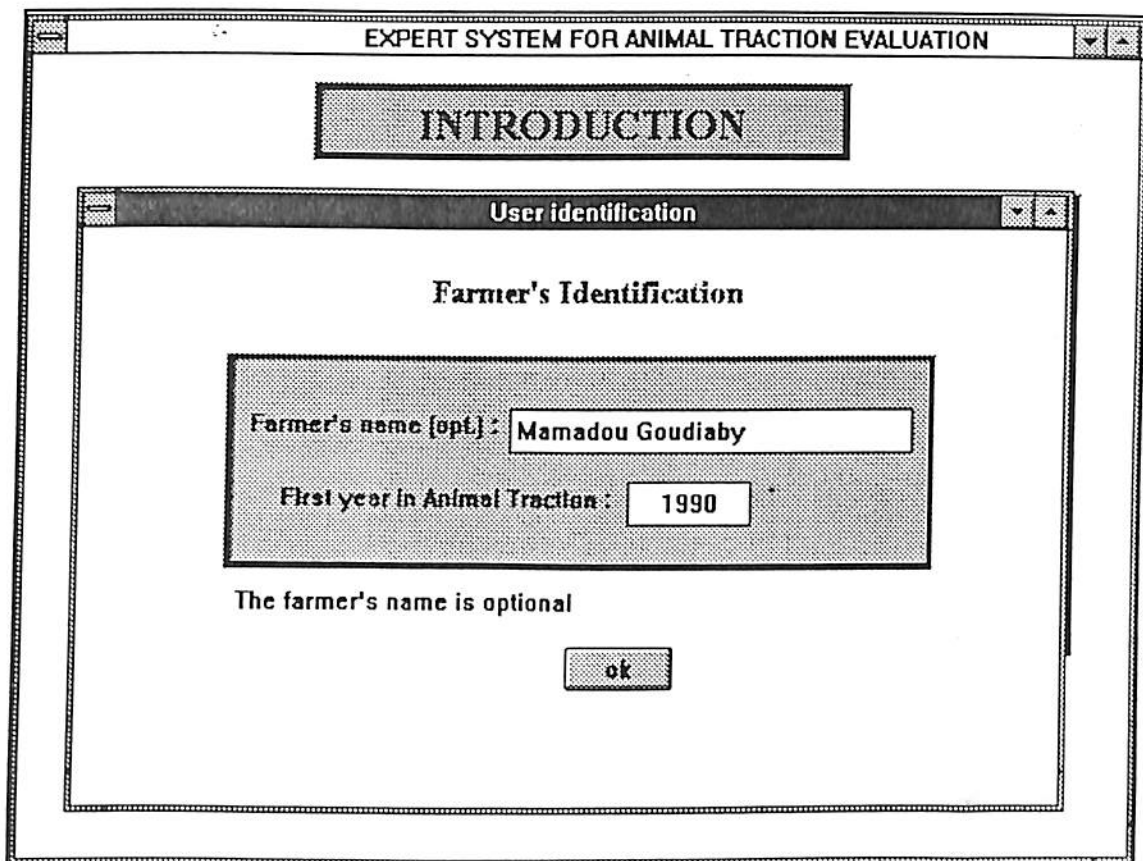 EXPERT SYSTEM FOR ANIMAL TRACTION EVALUATION
INTRODUCTION
User identification
Farmer's Identification
Farmer's name (opt.) : Mamadou Goudiaby
First year in Animal Traction : 1990
The farmer's name is optional
ok